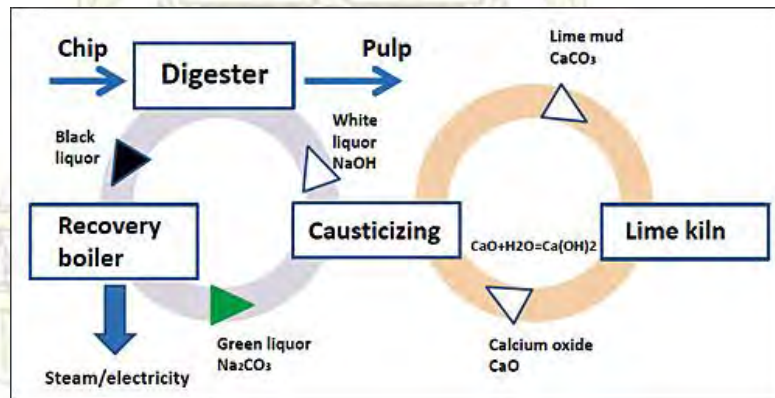 Chip
Digester
Pulp
Lime mud
CaCO₃
Black
liquor
White
liquor
NaOH
Recovery
boiler
Causticizing
CaO+H2O=Ca(OH)2
Lime kiln
Green liquor
Na₂CO₃
Calcium oxide
CaO
Steam/electricity